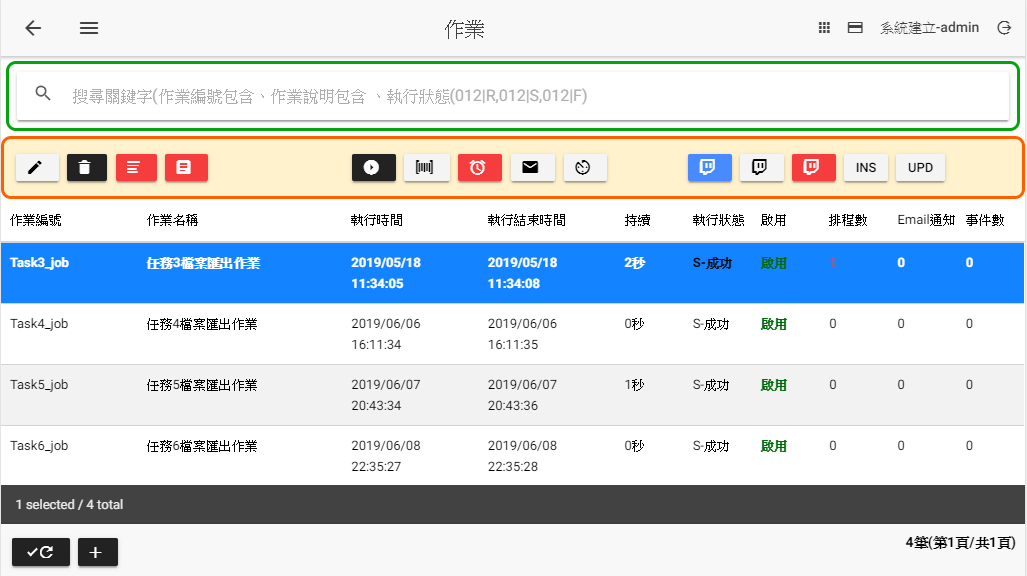 作業
系統建立-admin
搜尋關鍵字(作業編號包含、作業說明包含 、執行狀態(012|R,012|S,012|F)
INS UPD
作業編號 作業名稱 執行時間 執行結束時間 持續 執行狀態 啟用 排程數 Email通知 事件數
Task3_job 任務3檔案匯出作業 2019/05/18 2019/05/18 2秒 S-成功 啟用 1 0 0
11:34:05 11:34:08
Task4_job 任務4檔案匯出作業 2019/06/06 2019/06/06 0秒 S-成功 啟用 0 0 0
16:11:34 16:11:35
Task5_job 任務5檔案匯出作業 2019/06/07 2019/06/07 1秒 S-成功 啟用 0 0 0
20:43:34 20:43:36
Task6_job 任務6檔案匯出作業 2019/06/08 2019/06/08 0秒 S-成功 啟用 0 0 0
22:35:27 22:35:28
1 selected / 4 total
4筆(第1頁/共1頁)